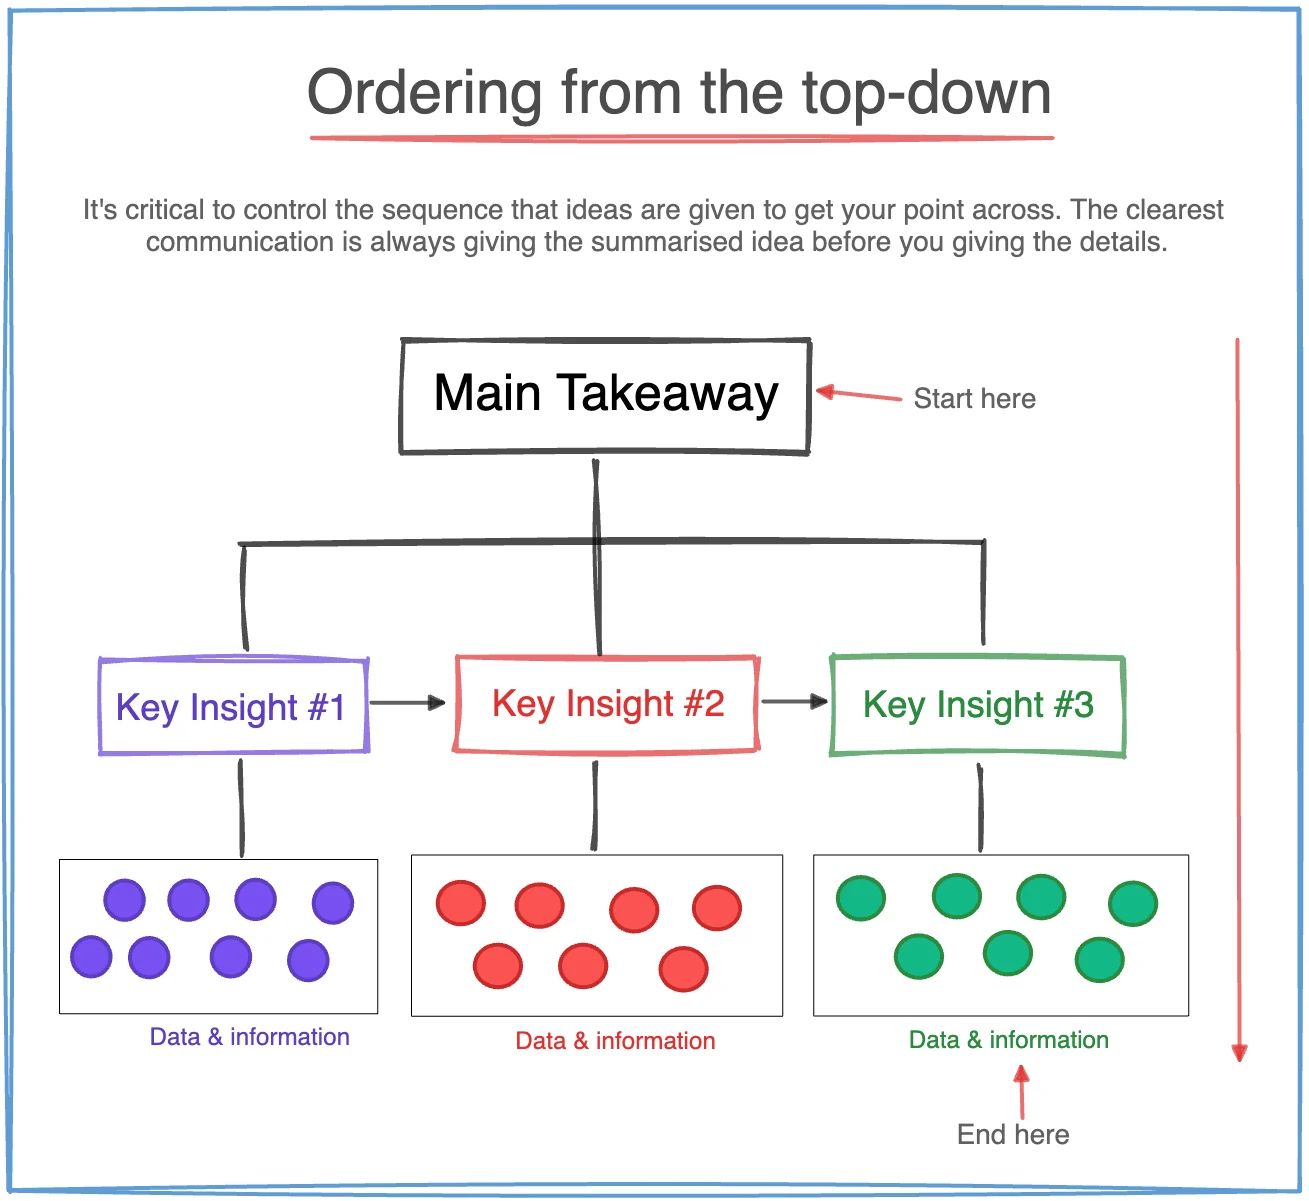 Ordering from the top-down
It's critical to control the sequence that ideas are given to get your point across. The clearest
communication is always giving the summarised idea before you giving the details.
Main Takeaway
Start here
Key Insight #1
Key Insight #2
Key Insight #3
Data & information
Data & information
Data & information
End here